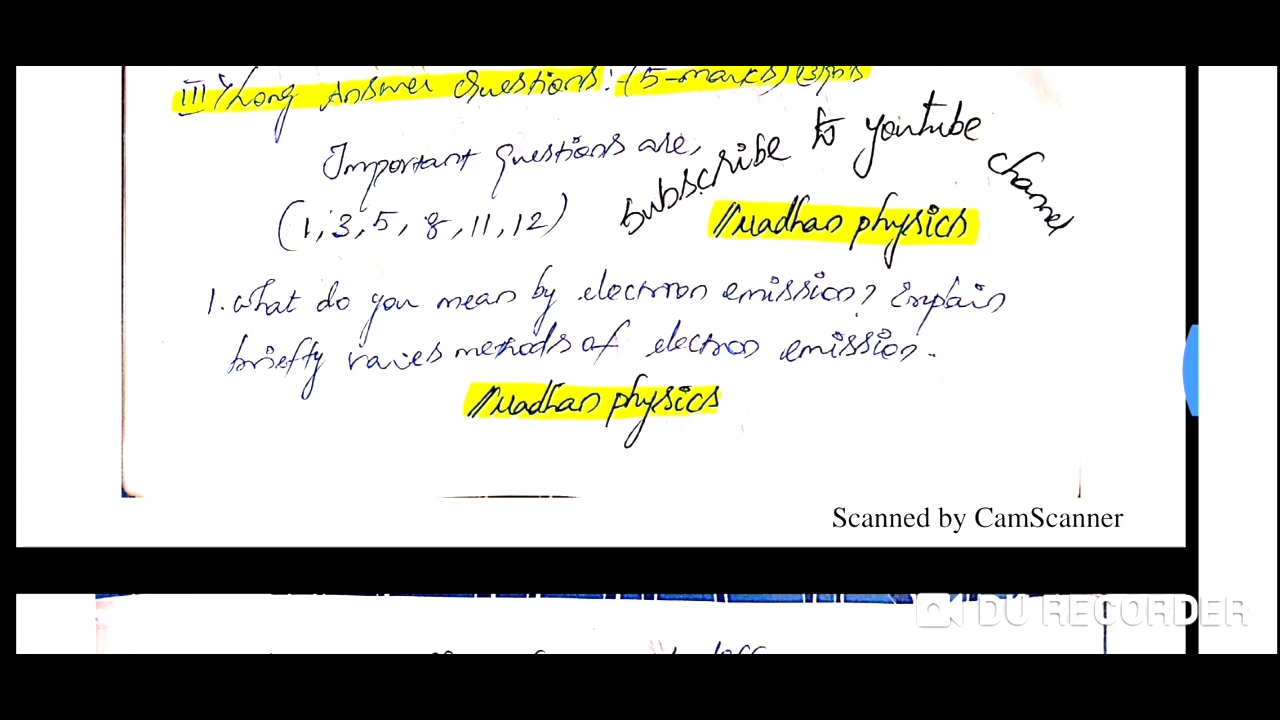 III Long Answer Questions:- (5-marks)
Important Questions are,
(1, 3, 5, 8, 11, 12)
Subscribe to youtube channel
Madhan physics
1. What do you mean by electron emission? Explain
briefly varies methods of electron emission.
Madhan physics
Scanned by CamScanner
DU RECORDER